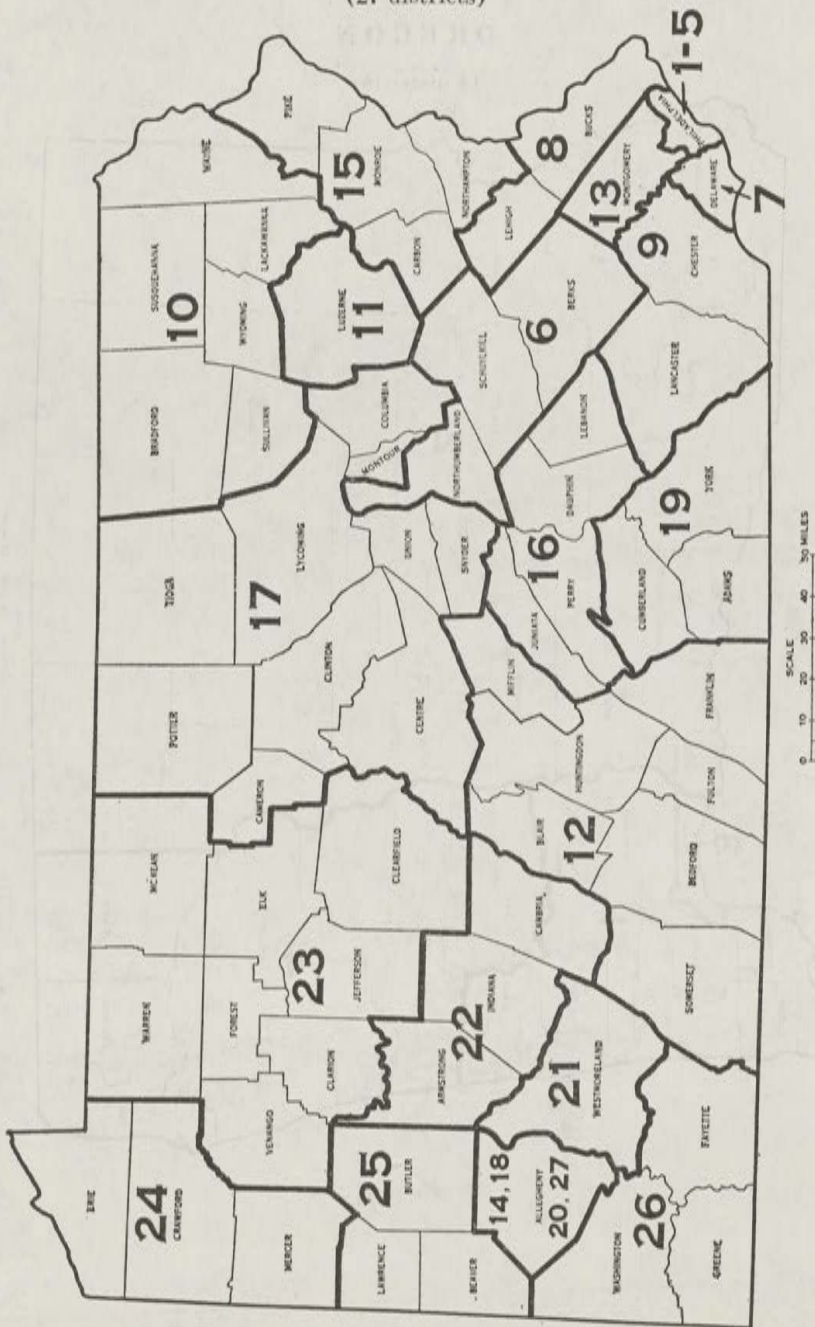 (27 districts)
ERIE
24
CRAWFORD
MERCER
LAWRENCE
BEAVER
25
BUTLER
VENANGO
WARREN
FOREST
MC KEAN
ELK
23
JEFFERSON
CLARION
CLEARFIELD
ARMSTRONG
22
INDIANA
14, 18
ALLEGHENY
20, 27
21
WESTMORELAND
WASHINGTON
26
GREENE
FAYETTE
SOMERSET
CAMBRIA
BLAIR
12
BEDFORD
HUNTINGDON
FULTON
FRANKLIN
MIFFLIN
JUNIATA
POTTER
CAMERON
TIOGA
17
LYCOMING
CLINTON
CENTRE
UNION
SNYDER
16
PERRY
DAUPHIN
LEBANON
CUMBERLAND
19
YORK
ADAMS
BRADFORD
SULLIVAN
SUSQUEHANNA
10
WYOMING
LACKAWANNA
WAYNE
PIKE
COLUMBIA
MONTOUR
NORTHUMBERLAND
LUZERNE
11
15
MONROE
CARBON
NORTHAMPTON
LEHIGH
SCHUYLKILL
6
BERKS
LANCASTER
8
BUCKS
13
MONTGOMERY
9
CHESTER
DELAWARE
7
PHILADELPHIA
1-5
SCALE
0 10 20 30 40 50 MILES